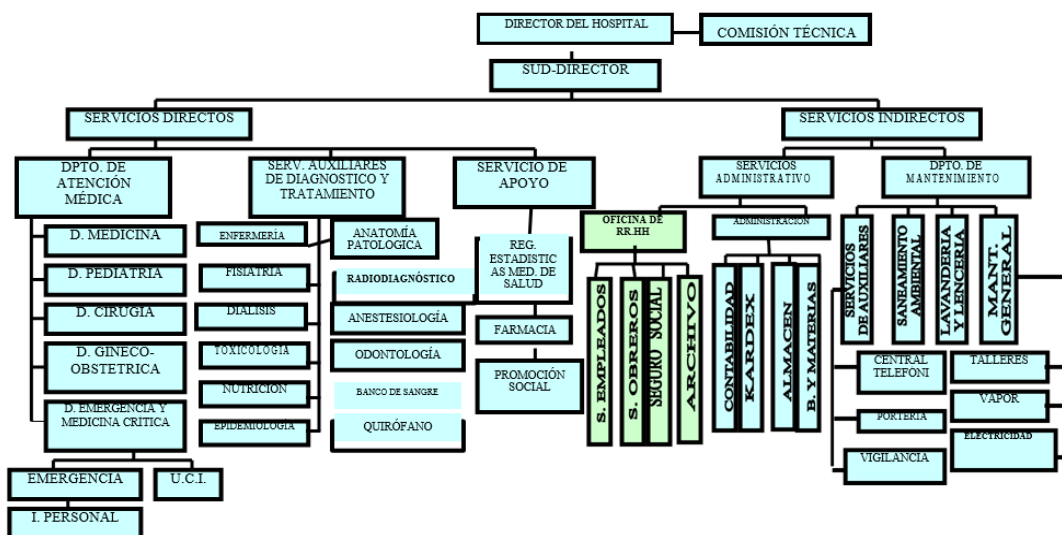 DIRECTOR DEL HOSPITAL
COMISIÓN TÉCNICA
SUD-DIRECTOR
SERVICIOS DIRECTOS
SERVICIOS INDIRECTOS
DPTO. DE
ATENCIÓN
MÉDICA
SERV. AUXILIARES
DE DIAGNOSTICO Y
TRATAMIENTO
SERVICIO DE
APOYO
SERVICIOS
ADMINISTRATIVO
DPTO. DE
MANTENIMIENTO
D. MEDICINA
D. PEDIATRIA
D. CIRUGIA
D. GINECO-
OBSTETRICA
D. EMERGENCIA Y
MEDICINA CRÍTICA
EMERGENCIA
U.C.I.
I. PERSONAL
ENFERMERÍA
FISIATRIA
DIALISIS
TOXICOLOGIA
NUTRICION
EPIDEMIOLOGIA
ANATOMÍA
PATOLOGICA
RADIODIAGNÓSTICO
ANESTESIOLOGÍA
ODONTOLOGÍA
BANCO DE SANGRE
QUIRÓFANO
REG.
ESTADISTIC
AS MED. DE
SALUD
FARMACIA
PROMOCIÓN
SOCIAL
OFICINA DE
RR.HH
S. EMPLEADOS
S. OBREROS
SEGURO SOCIAL
ARCHIVO
ADMINISTRACION
CONTABILIDAD
KARDEX
ALMACEN
B. Y MATERIAS
SERVICIOS
DE AUXILIARES
SANEAMIENTO
AMBIENTAL
LAVANDERIA
Y LENCERIA
MANT.
GENERAL
CENTRAL
TELEFONI
PORTERIA
VIGILANCIA
TALLERES
VAPOR
ELECTRICIDAD